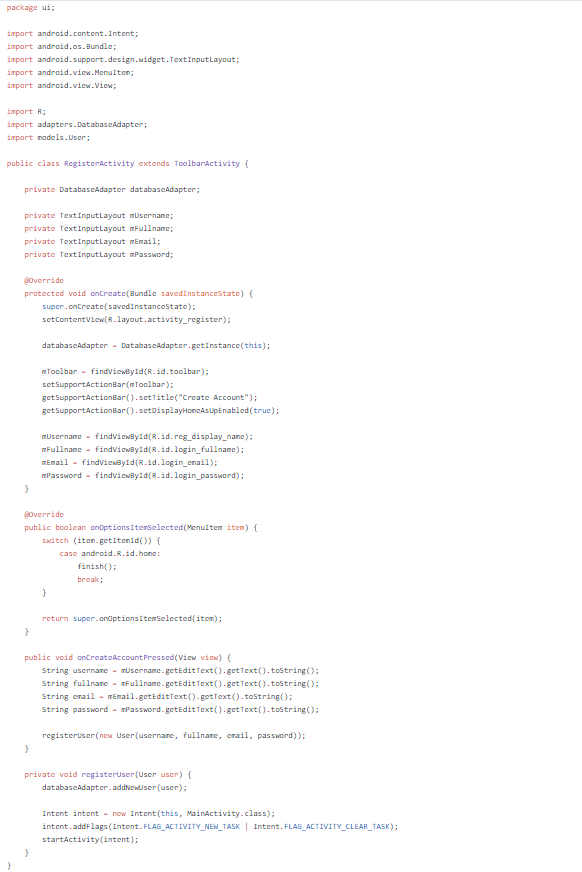 package ui;
import android.content.Intent;
import android.os.Bundle;
import android.support.design.widget.TextInputLayout;
import android.view.MenuItem;
import android.view.View;
import R;
import adapters.DatabaseAdapter;
import models.User;
public class RegisterActivity extends ToolbarActivity {
private DatabaseAdapter databaseAdapter;
private TextInputLayout mUsername;
private TextInputLayout mFullname;
private TextInputLayout mEmail;
private TextInputLayout mPassword;
@Override
protected void onCreate(Bundle savedInstanceState) {
super.onCreate(savedInstanceState);
setContentView(R.layout.activity_register);
databaseAdapter = DatabaseAdapter.getInstance(this);
mToolbar = findViewById(R.id.toolbar);
setSupportActionBar(mToolbar);
getSupportActionBar().setTitle("Create Account");
getSupportActionBar().setDisplayHomeAsUpEnabled(true);
mUsername = findViewById(R.id.reg_display_name);
mFullname = findViewById(R.id.login_fullname);
mEmail = findViewById(R.id.login_email);
mPassword = findViewById(R.id.login_password);
}
@Override
public boolean onOptionsItemSelected(MenuItem item) {
switch (item.getItemId()) {
case android.R.id.home:
finish();
break;
}
return super.onOptionsItemSelected(item);
}
public void onCreateAccountPressed(View view) {
String username = mUsername.getEditText().getText().toString();
String fullname = mFullname.getEditText().getText().toString();
String email = mEmail.getEditText().getText().toString();
String password = mPassword.getEditText().getText().toString();
registerUser(new User(username, fullname, email, password));
}
private void registerUser(User user) {
databaseAdapter.addNewUser(user);
Intent intent = new Intent(this, MainActivity.class);
intent.addFlags(Intent.FLAG_ACTIVITY_NEW_TASK | Intent.FLAG_ACTIVITY_CLEAR_TASK);
startActivity(intent);
}
}